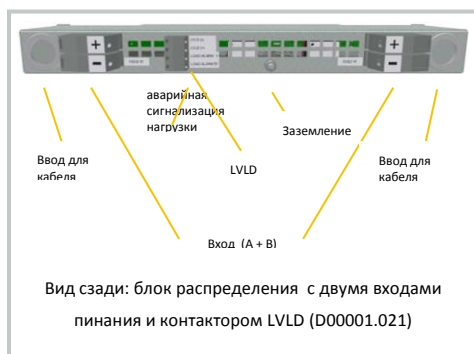 +
+
−
−
аварийная
сигнализация
нагрузки
Заземление
Ввод для
кабеля
LVLD
Ввод для
кабеля
Вход (A + B)
Вид сзади: блок распределения с двумя входами
пинания и контактором LVLD (D00001.021)